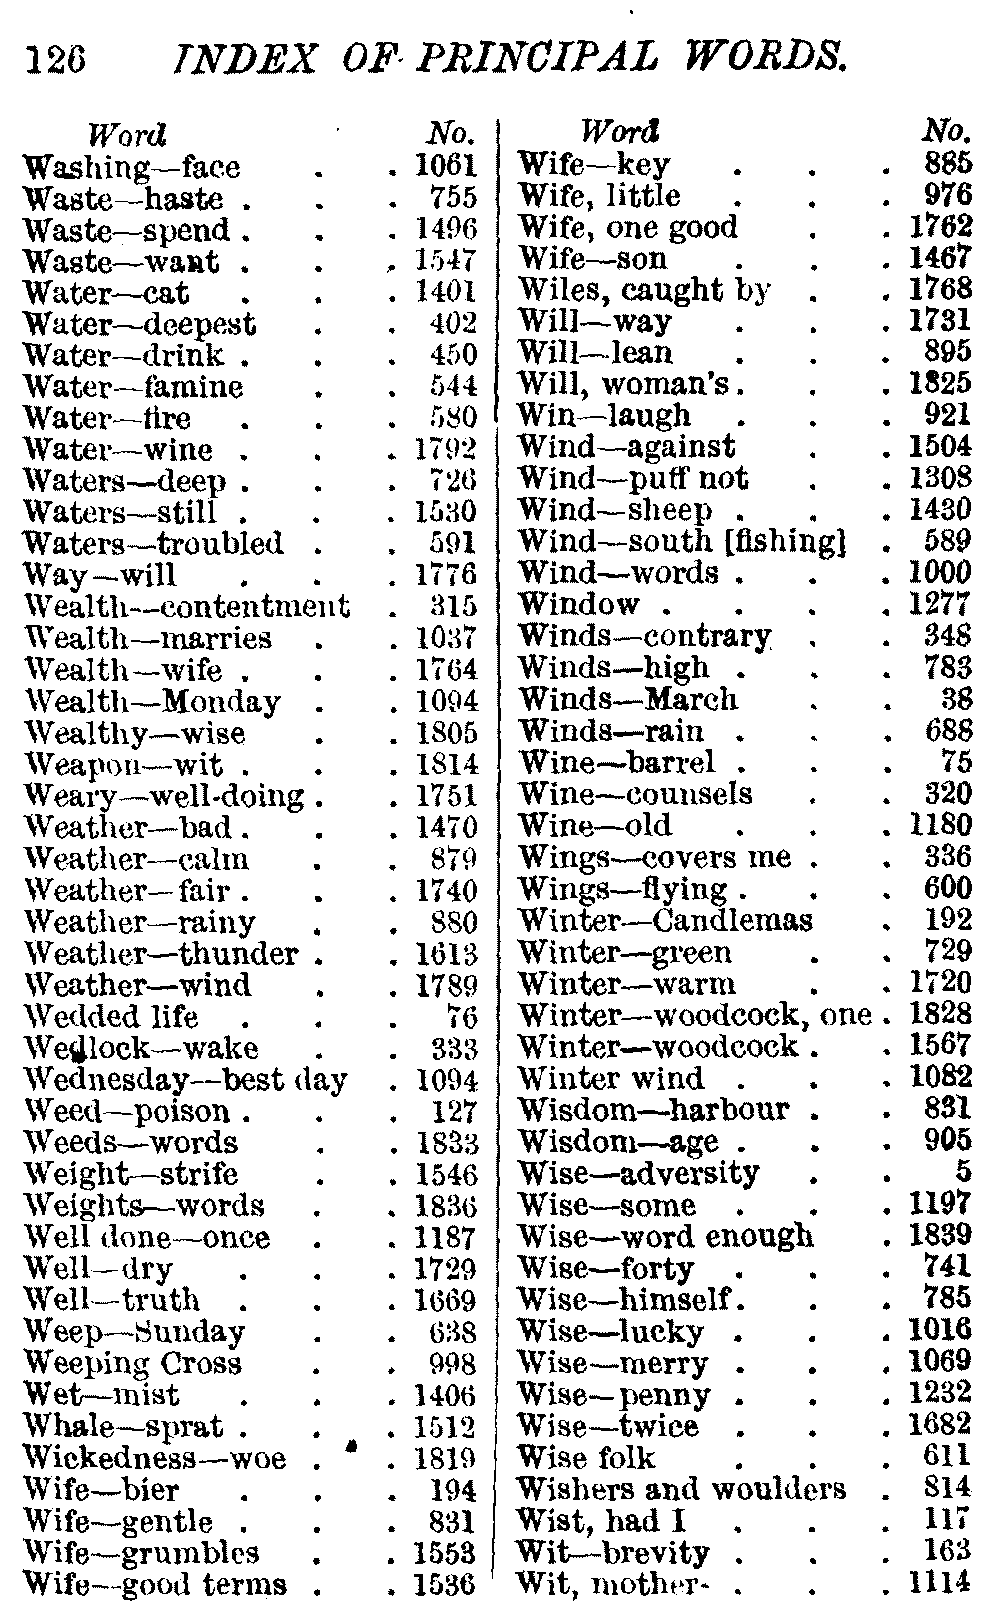 126 INDEX OF PRINCIPAL WORDS.
Word No.
Washing—face . . 1061
Waste—haste . . . 755
Waste—spend . . . 1496
Waste—want . . . 1547
Water—cat . . . 1401
Water—deepest . . 402
Water—drink . . . 450
Water—famine . . 544
Water—fire . . . 580
Water—wine . . . 1792
Waters—deep . . . 726
Waters—still . . . 1530
Waters—troubled . . 591
Way—will . . . 1776
Wealth—contentment . 315
Wealth—marries . . 1037
Wealth—wife . . . 1764
Wealth—Monday . . 1094
Wealthy—wise . . 1805
Weapon—wit . . . 1814
Weary—well-doing . . 1751
Weather—bad . . . 1470
Weather—calm . . 879
Weather—fair . . . 1740
Weather—rainy . . 880
Weather—thunder . . 1613
Weather—wind . . 1789
Wedded life . . . 76
Wedlock—wake . . 333
Wednesday—best day . 1094
Weed—poison . . . 127
Weeds—words . . 1833
Weight—strife . . 1546
Weights—words . . 1836
Well done—once . . 1187
Well—dry . . . 1729
Well—truth . . . 1669
Weep—Sunday . . 638
Weeping Cross . . 998
Wet—mist . . . 1406
Whale—sprat . . . 1512
Wickedness—woe . . 1819
Wife—bier . . . 194
Wife—gentle . . . 831
Wife—grumbles . . 1553
Wife—good terms . . 1536
Word No.
Wife—key . . . 885
Wife, little . . . 976
Wife, one good . . 1762
Wife—son . . . 1467
Wiles, caught by . . 1768
Will—way . . . 1731
Will—lean . . . 895
Will, woman's . . . 1825
Win—laugh . . . 921
Wind—against . . 1504
Wind—puff not . . 1308
Wind—sheep . . . 1430
Wind—south [fishing] . 589
Wind—words . . . 1000
Window . . . . 1277
Winds—contrary . . 348
Winds—high . . . 783
Winds—March . . 38
Winds—rain . . . 688
Wine—barrel . . . 75
Wine—counsels . . 320
Wine—old . . . 1180
Wings—covers me . . 336
Wings—flying . . . 600
Winter—Candlemas . 192
Winter—green . . 729
Winter—warm . . 1720
Winter—woodcock, one . 1828
Winter—woodcock . . 1567
Winter wind . . . 1082
Wisdom—harbour . . 831
Wisdom—age . . . 905
Wise—adversity . . 5
Wise—some . . . 1197
Wise—word enough . 1839
Wise—forty . . . 741
Wise—himself . . . 785
Wise—lucky . . . 1016
Wise—merry . . . 1069
Wise—penny . . . 1232
Wise—twice . . . 1682
Wise folk . . . 611
Wishers and woulders . 814
Wist, had I . . . 117
Wit—brevity . . . 163
Wit, mother- . . . 1114